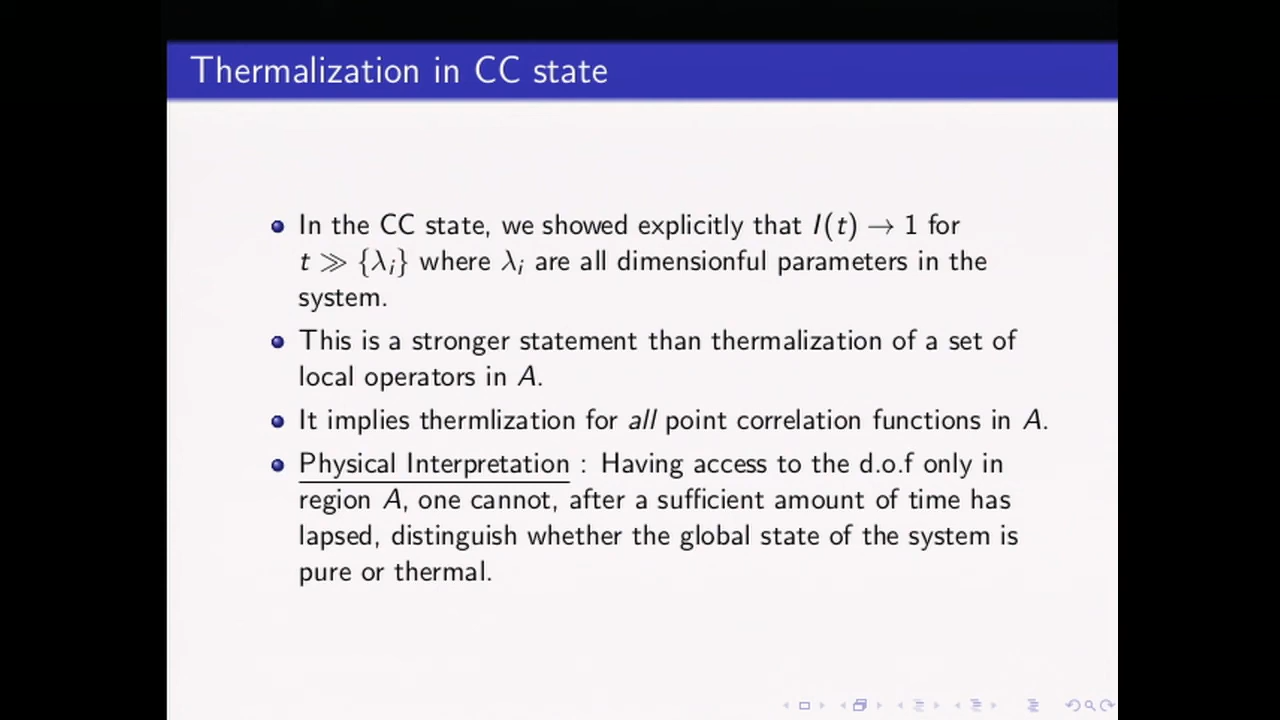 Thermalization in CC state
In the CC state, we showed explicitly that I(t) → 1 for
t ≫ {λᵢ} where λᵢ are all dimensionful parameters in the
system.
This is a stronger statement than thermalization of a set of
local operators in A.
It implies thermlization for all point correlation functions in A.
Physical Interpretation : Having access to the d.o.f only in
region A, one cannot, after a sufficient amount of time has
lapsed, distinguish whether the global state of the system is
pure or thermal.